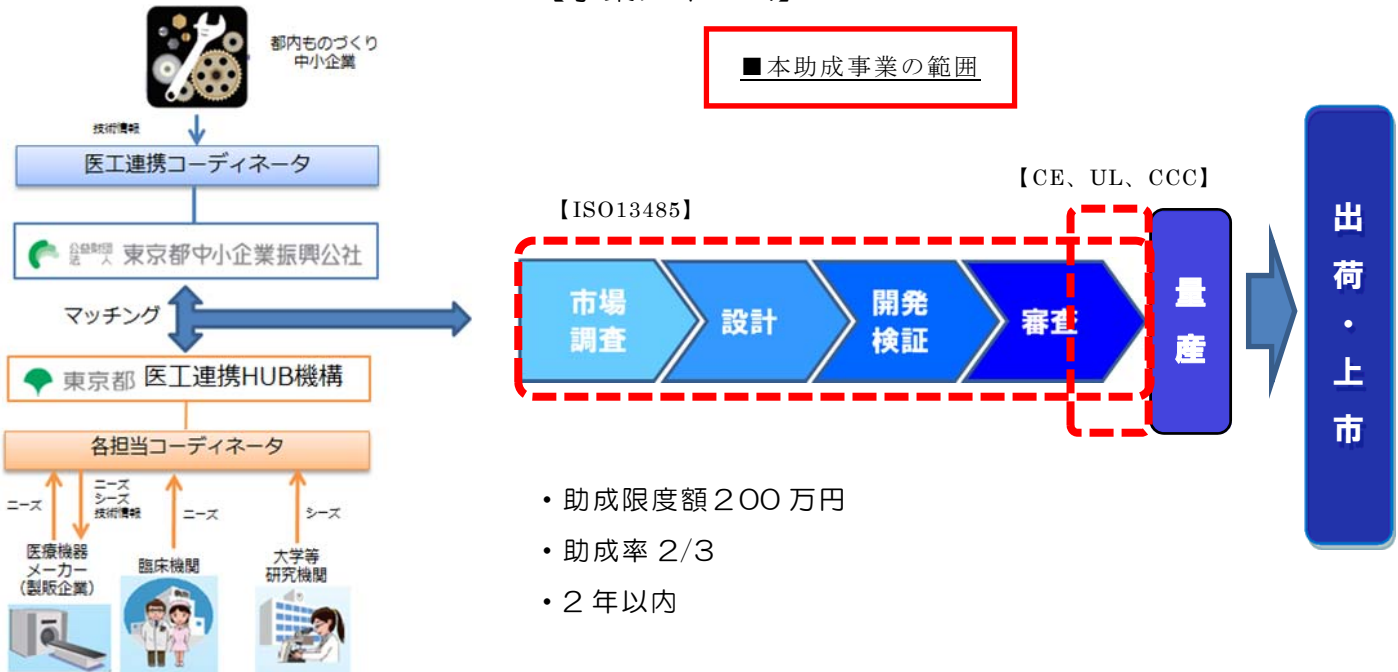 都内ものづくり
中小企業
■本助成事業の範囲
技術情報
医工連携コーディネータ
公益財団
法 人
東京都中小企業振興公社
マッチング
東京都 医工連携HUB機構
各担当コーディネータ
ニーズ
ニーズ
シーズ
技術情報
ニーズ
シーズ
医療機器
メーカー
(製販企業)
臨床機関
大学等
研究機関
【ISO13485】
【CE、UL、CCC】
市場
調査
設計
開発
検証
審査
量
産
出
荷
・
上
市
・助成限度額200万円
・助成率 2/3
・2年以内